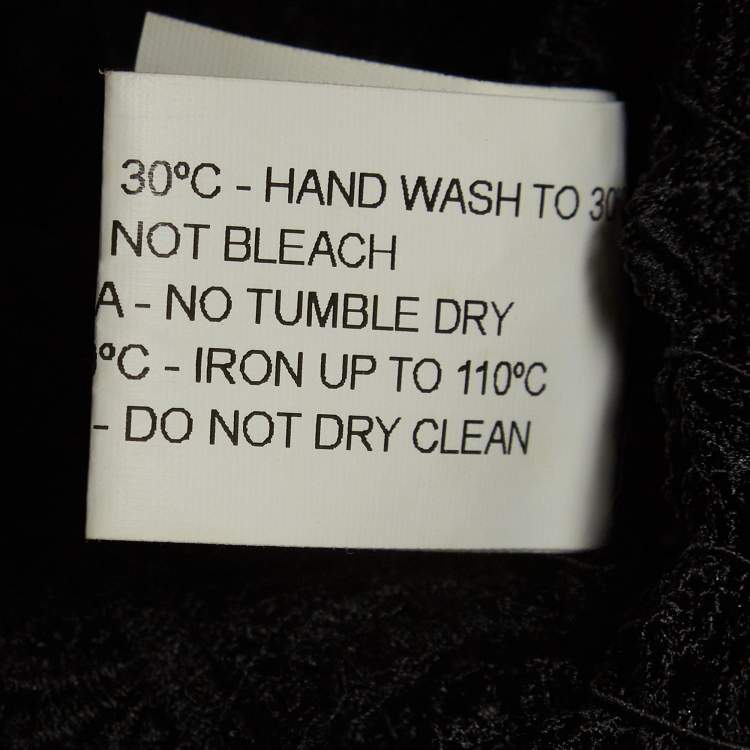 30ºC - HAND WASH TO 30
NOT BLEACH
A - NO TUMBLE DRY
ºC - IRON UP TO 110ºC
- DO NOT DRY CLEAN